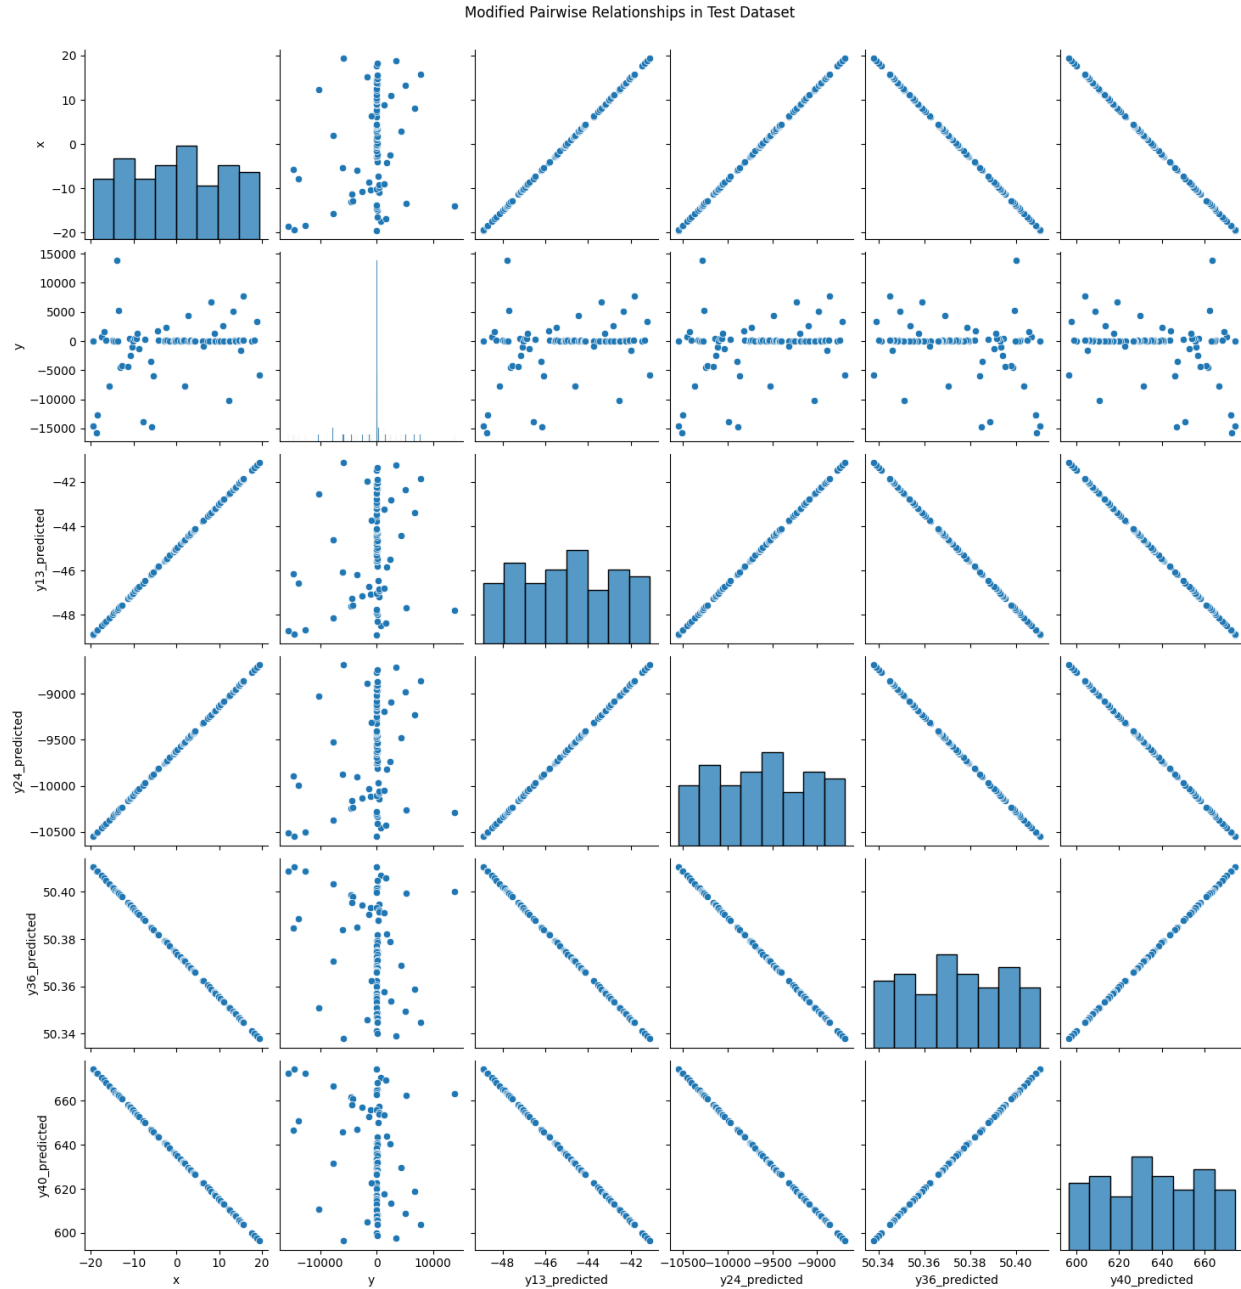 Modified Pairwise Relationships in Test Dataset
20
10
0
−10
−20
x
15000
10000
5000
0
−5000
−10000
−15000
y
−42
−44
−46
−48
y13_predicted
−9000
−9500
−10000
−10500
y24_predicted
50.40
50.38
50.36
50.34
y36_predicted
660
640
620
600
y40_predicted
−20 −10 0 10 20
x
−10000 0 10000
y
−48 −46 −44 −42
y13_predicted
−10500 −10000 −9500 −9000
y24_predicted
50.34 50.36 50.38 50.40
y36_predicted
600 620 640 660
y40_predicted